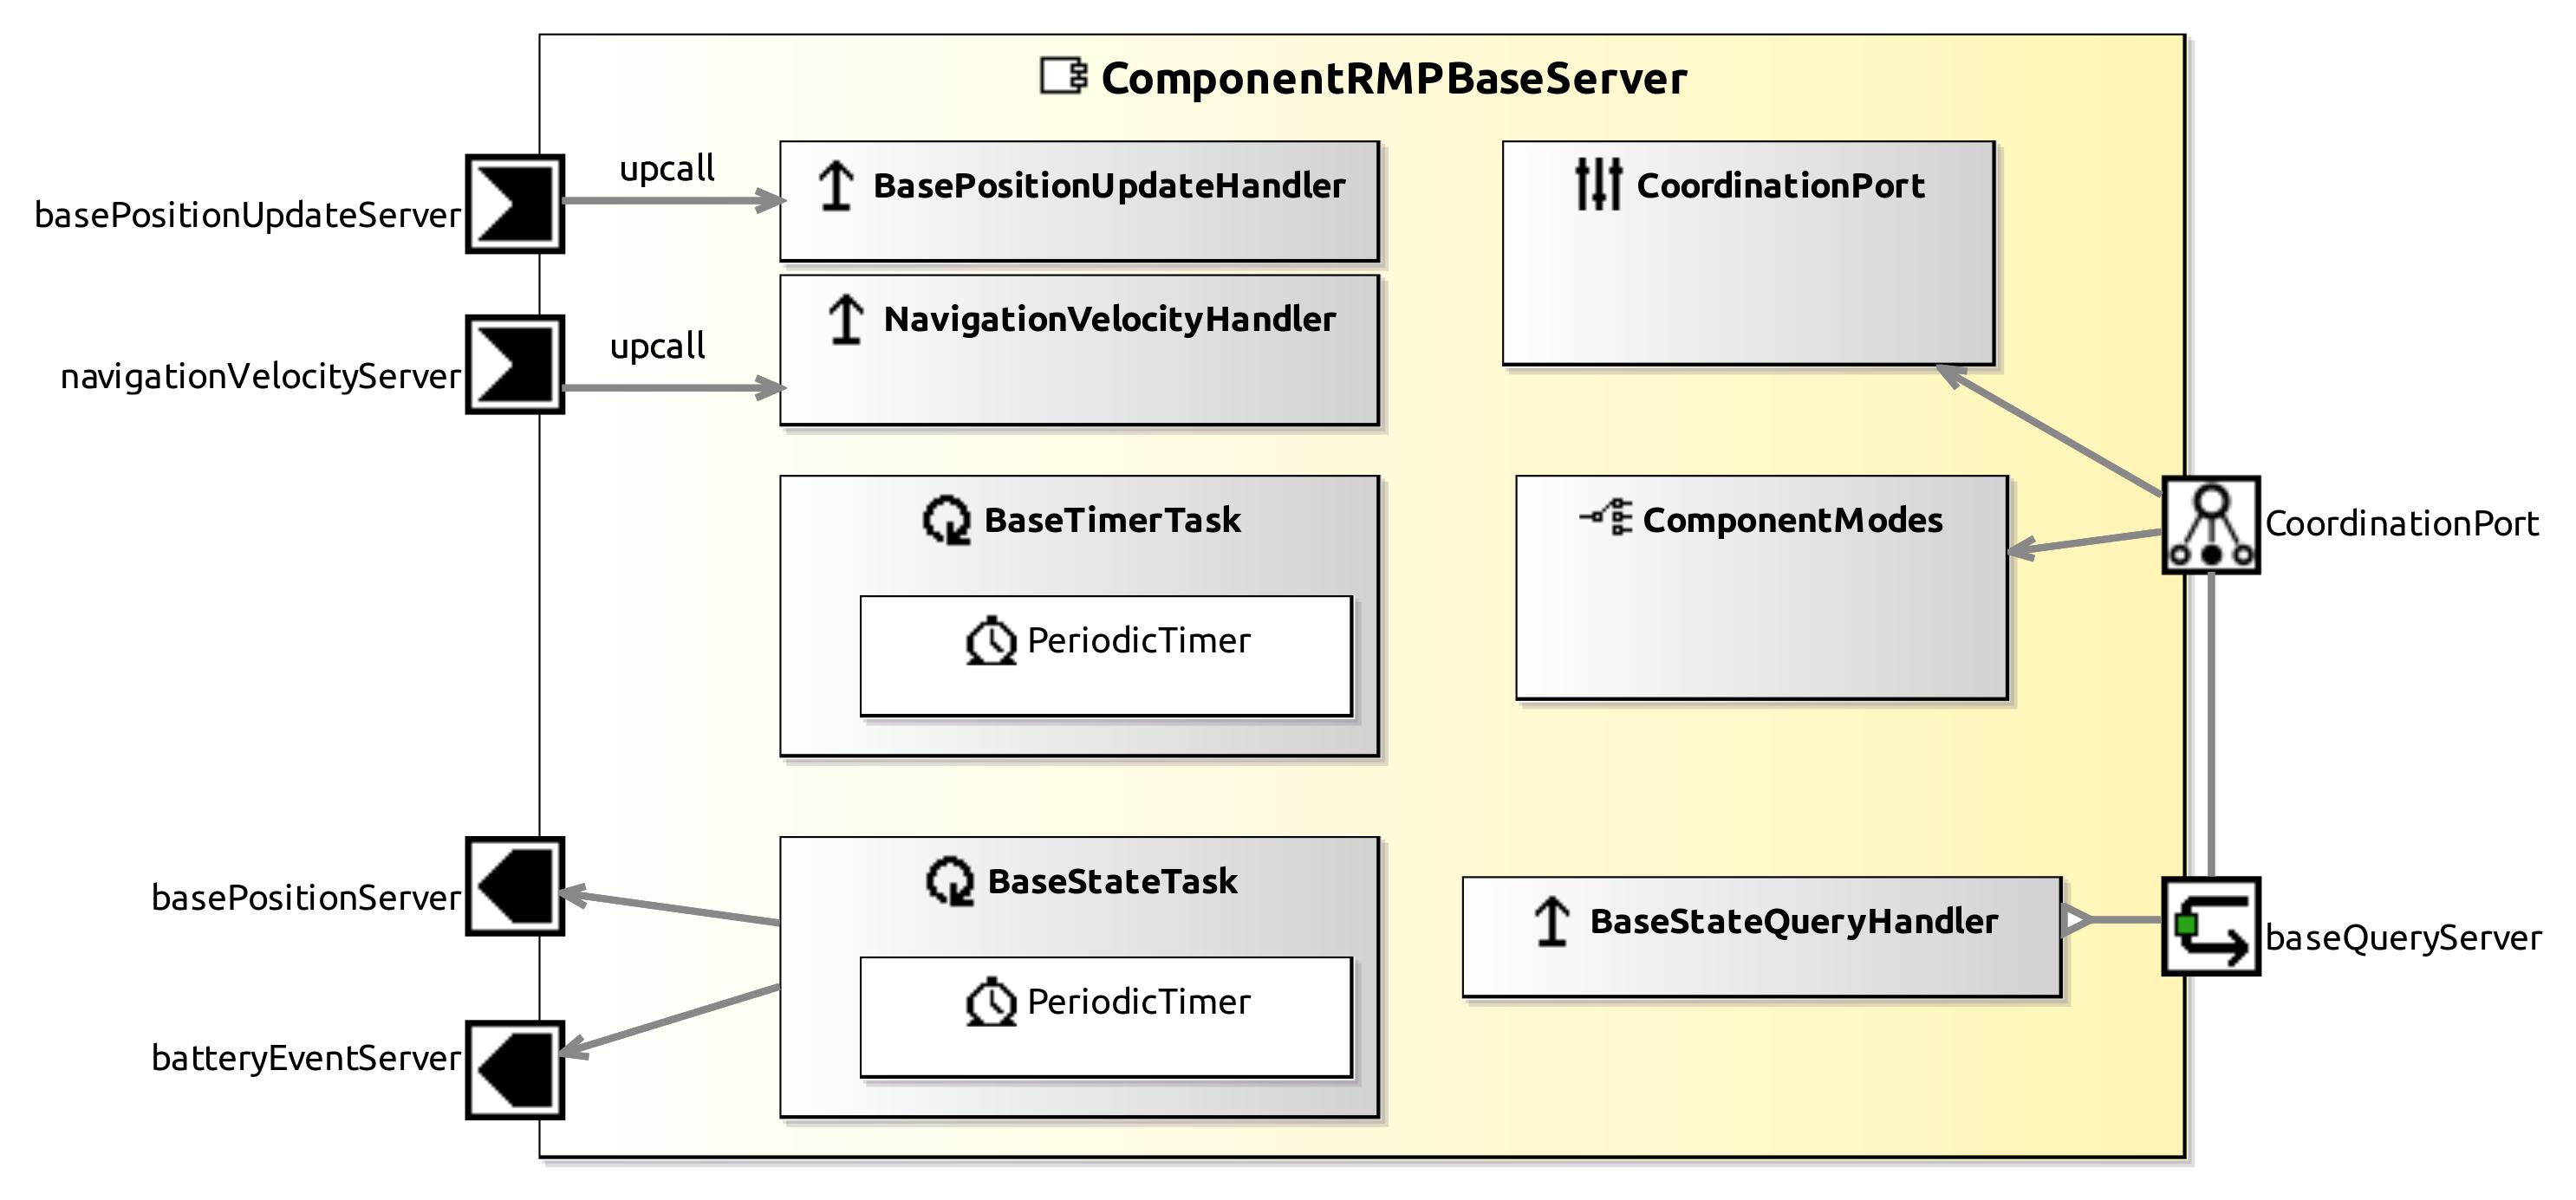 ComponentRMPBaseServer
basePositionUpdateServer
upcall
BasePositionUpdateHandler
navigationVelocityServer
upcall
NavigationVelocityHandler
BaseTimerTask
PeriodicTimer
basePositionServer
batteryEventServer
BaseStateTask
PeriodicTimer
CoordinationPort
ComponentModes
CoordinationPort
BaseStateQueryHandler
baseQueryServer